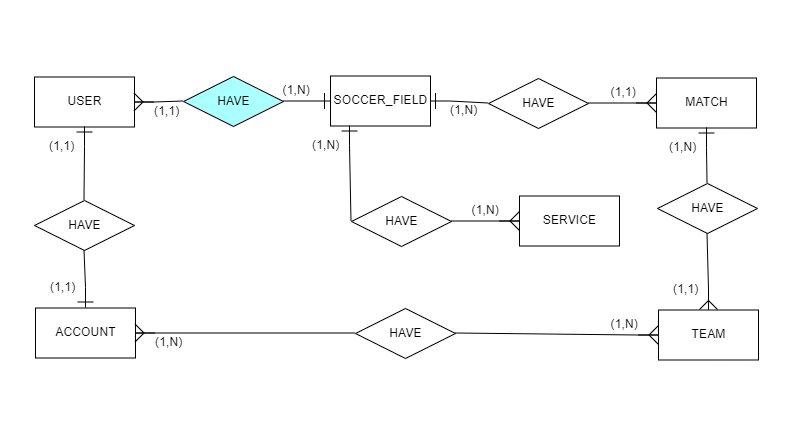 USER
(1,1)
HAVE
(1,N)
SOCCER_FIELD
(1,N)
HAVE
(1,1)
MATCH
(1,1)
(1,N)
(1,N)
HAVE
HAVE
(1,N)
SERVICE
HAVE
(1,1)
(1,1)
ACCOUNT
(1,N)
HAVE
(1,N)
TEAM